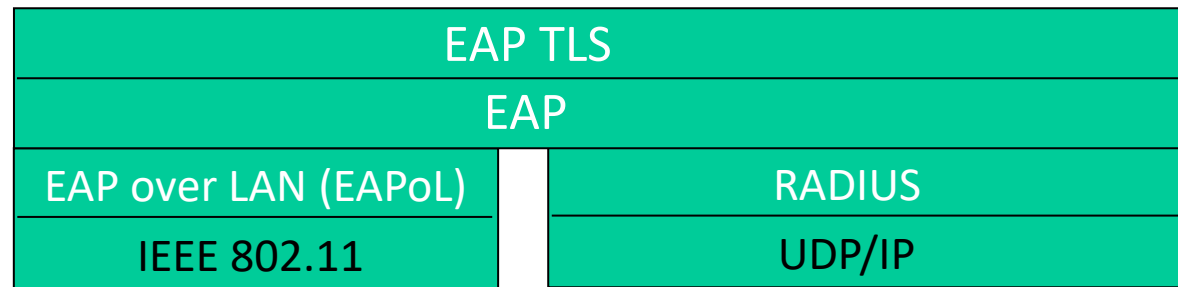 EAP TLS
EAP
EAP over LAN (EAPoL)
RADIUS
IEEE 802.11
UDP/IP